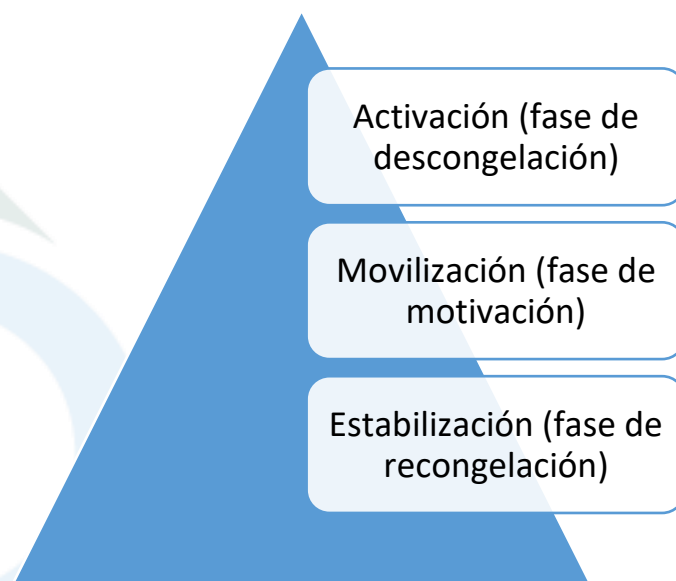 Activación (fase de
descongelación)
Movilización (fase de
motivación)
Estabilización (fase de
recongelación)